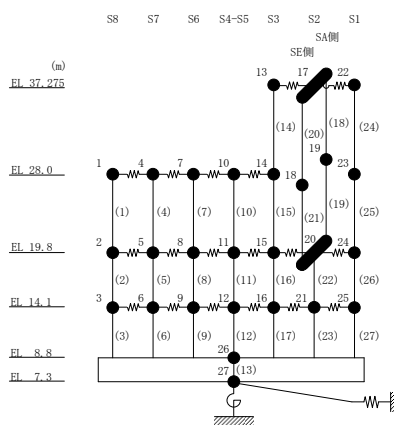 S8 S7 S6 S4-S5 S3 S2 S1
SA側
(m) SE側
13 17 22
EL 37.275
(14) (20) (18) (24)
19
1 4 7 10 14 23
EL 28.0
18
(1) (4) (7) (10) (15) (21) (19) (25)
2 5 8 11 15 20 24
EL 19.8
(2) (5) (8) (11) (16) (22) (26)
3 6 9 12 16 21 25
EL 14.1
(3) (6) (9) (12) (17) (23) (27)
26
EL 8.8
27 (13)
EL 7.3